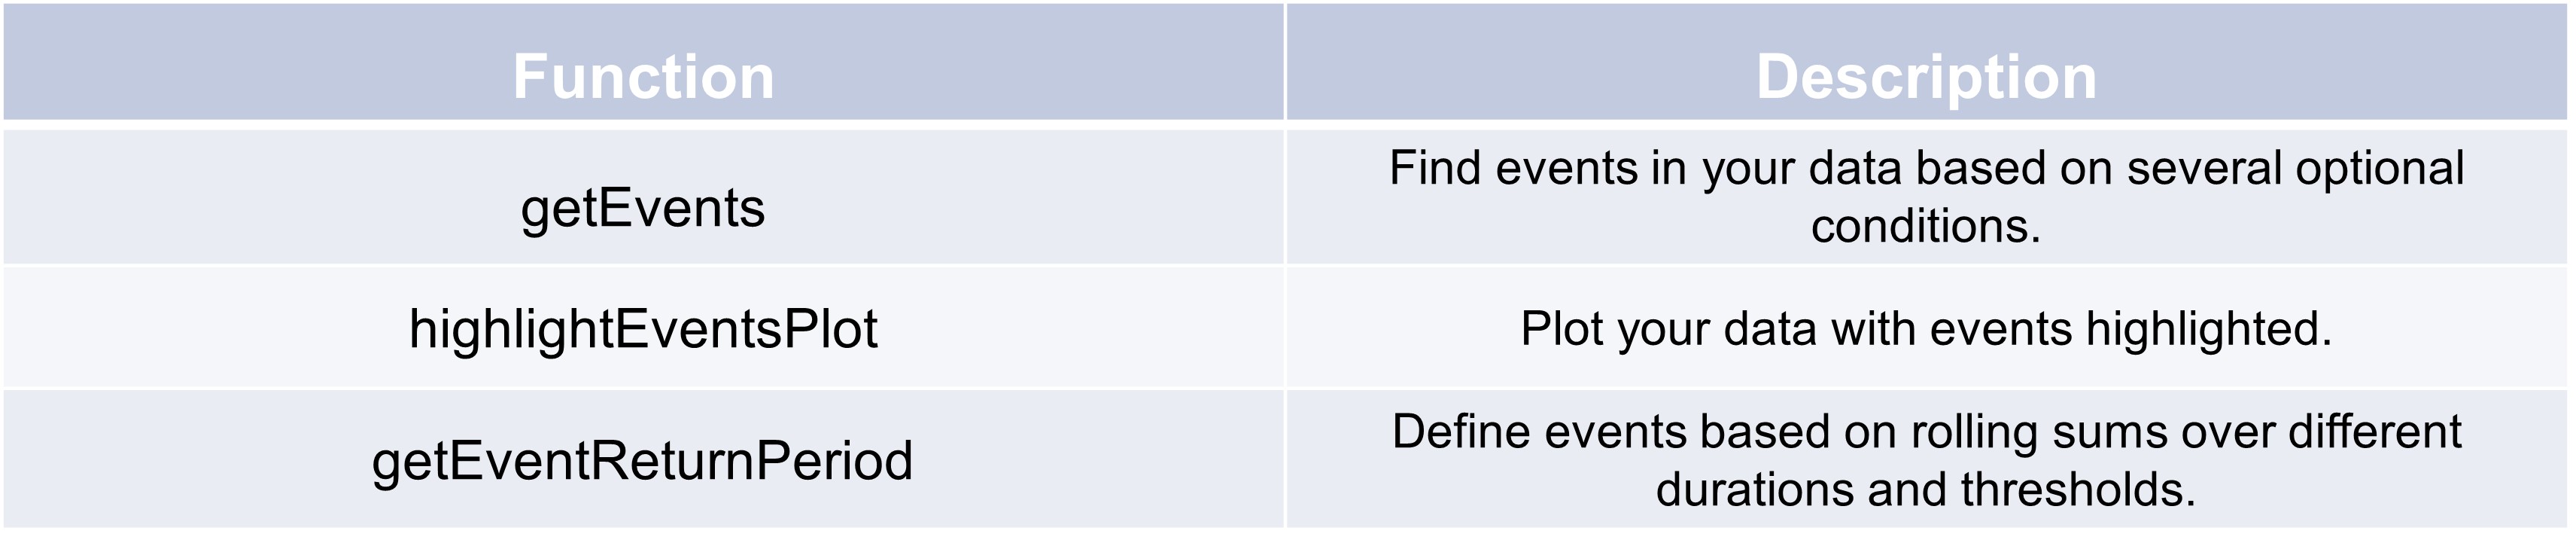 Function
Description
getEvents
Find events in your data based on several optional
conditions.
highlightEventsPlot
Plot your data with events highlighted.
getEventReturnPeriod
Define events based on rolling sums over different
durations and thresholds.